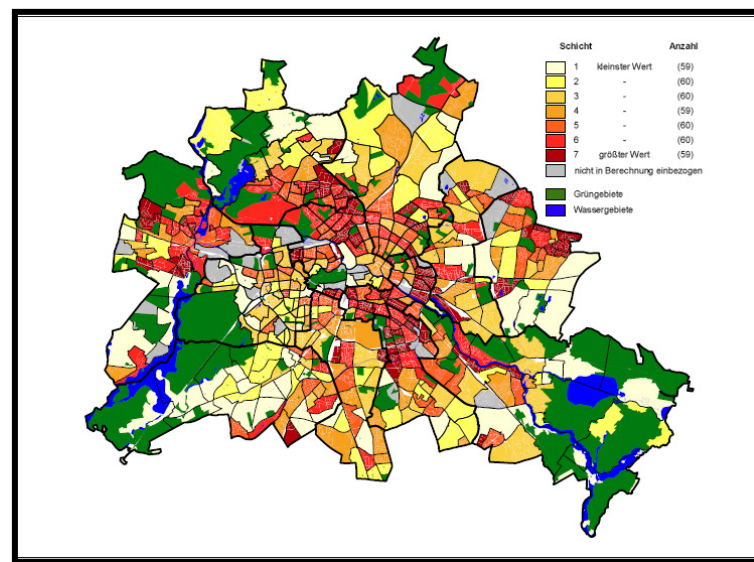 Schicht Anzahl
1 kleinster Wert (59)
2 - (60)
3 - (60)
4 - (59)
5 - (60)
6 - (60)
7 größter Wert (59)
nicht in Berechnung einbezogen
Grüngebiete
Wassergebiete